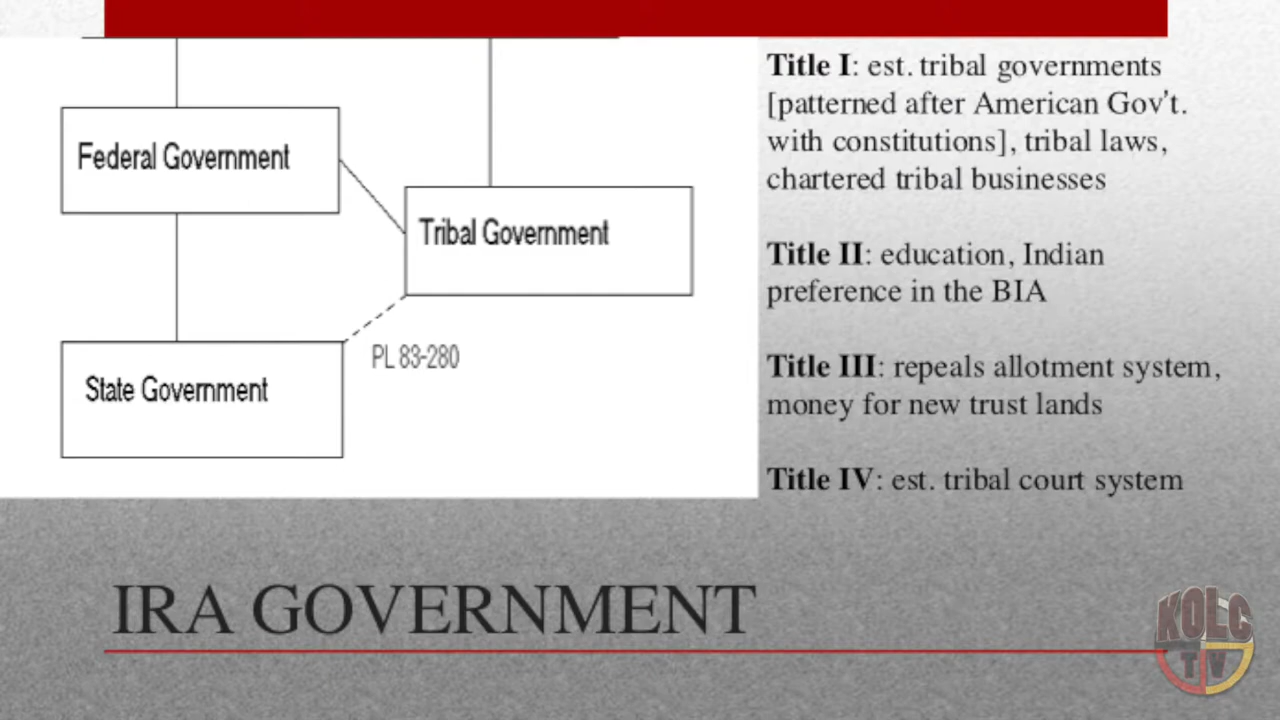 Federal Government
Tribal Government
PL 83-280
State Government
Title I: est. tribal governments
[patterned after American Gov't.
with constitutions], tribal laws,
chartered tribal businesses
Title II: education, Indian
preference in the BIA
Title III: repeals allotment system,
money for new trust lands
Title IV: est. tribal court system
IRA GOVERNMENT
KOLC
TV